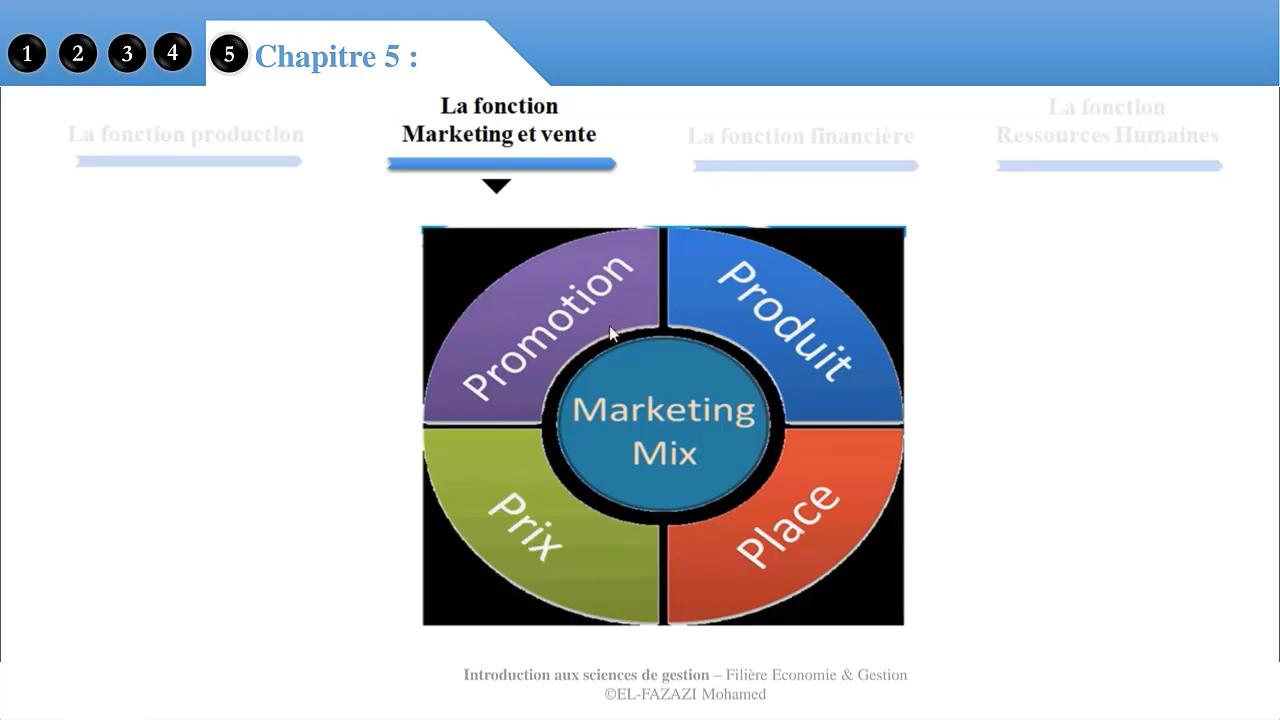 1 2 3 4 5 Chapitre 5 :
La fonction production
La fonction
Marketing et vente
La fonction financière
La fonction
Ressources Humaines
Promotion
Produit
Marketing
Mix
Prix
Place
Introduction aux sciences de gestion – Filière Economie & Gestion
©EL-FAZAZI Mohamed